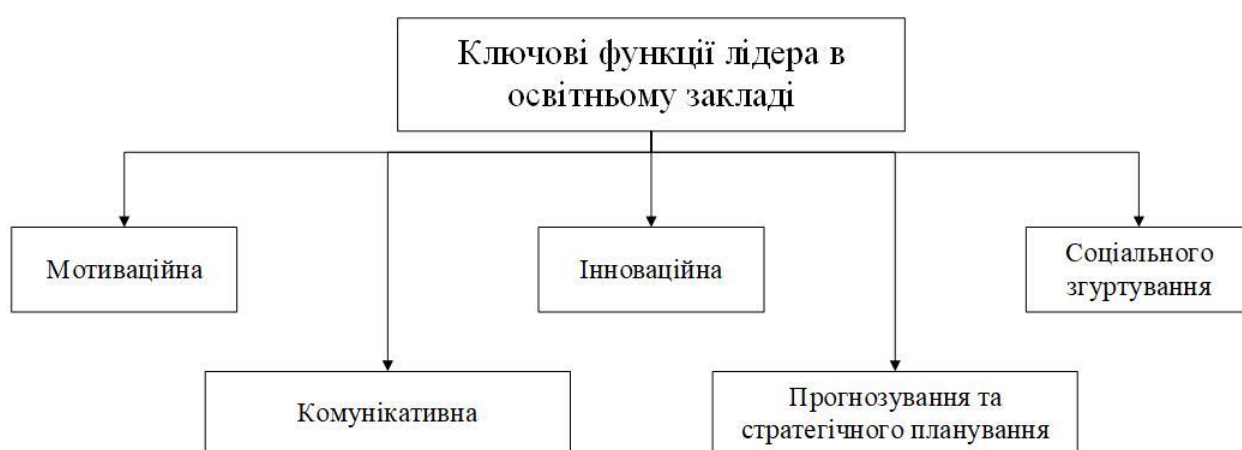 Ключові функції лідера в
освітньому закладі
Мотиваційна
Інноваційна
Соціального
згуртування
Комунікативна
Прогнозування та
стратегічного планування